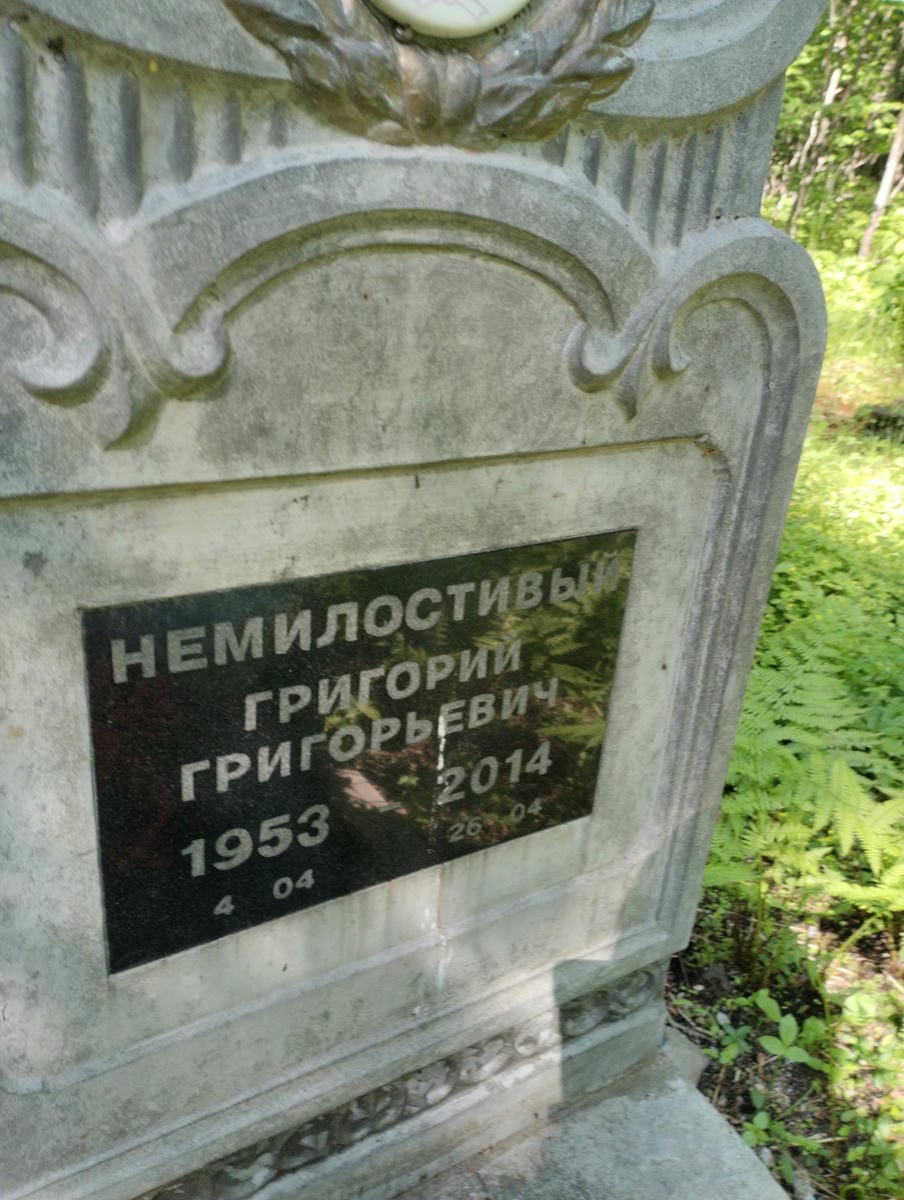 НЕМИЛОСТИВЫЙ
ГРИГОРИЙ
ГРИГОРЬЕВИЧ
1953 - 2014
4 04 26 04